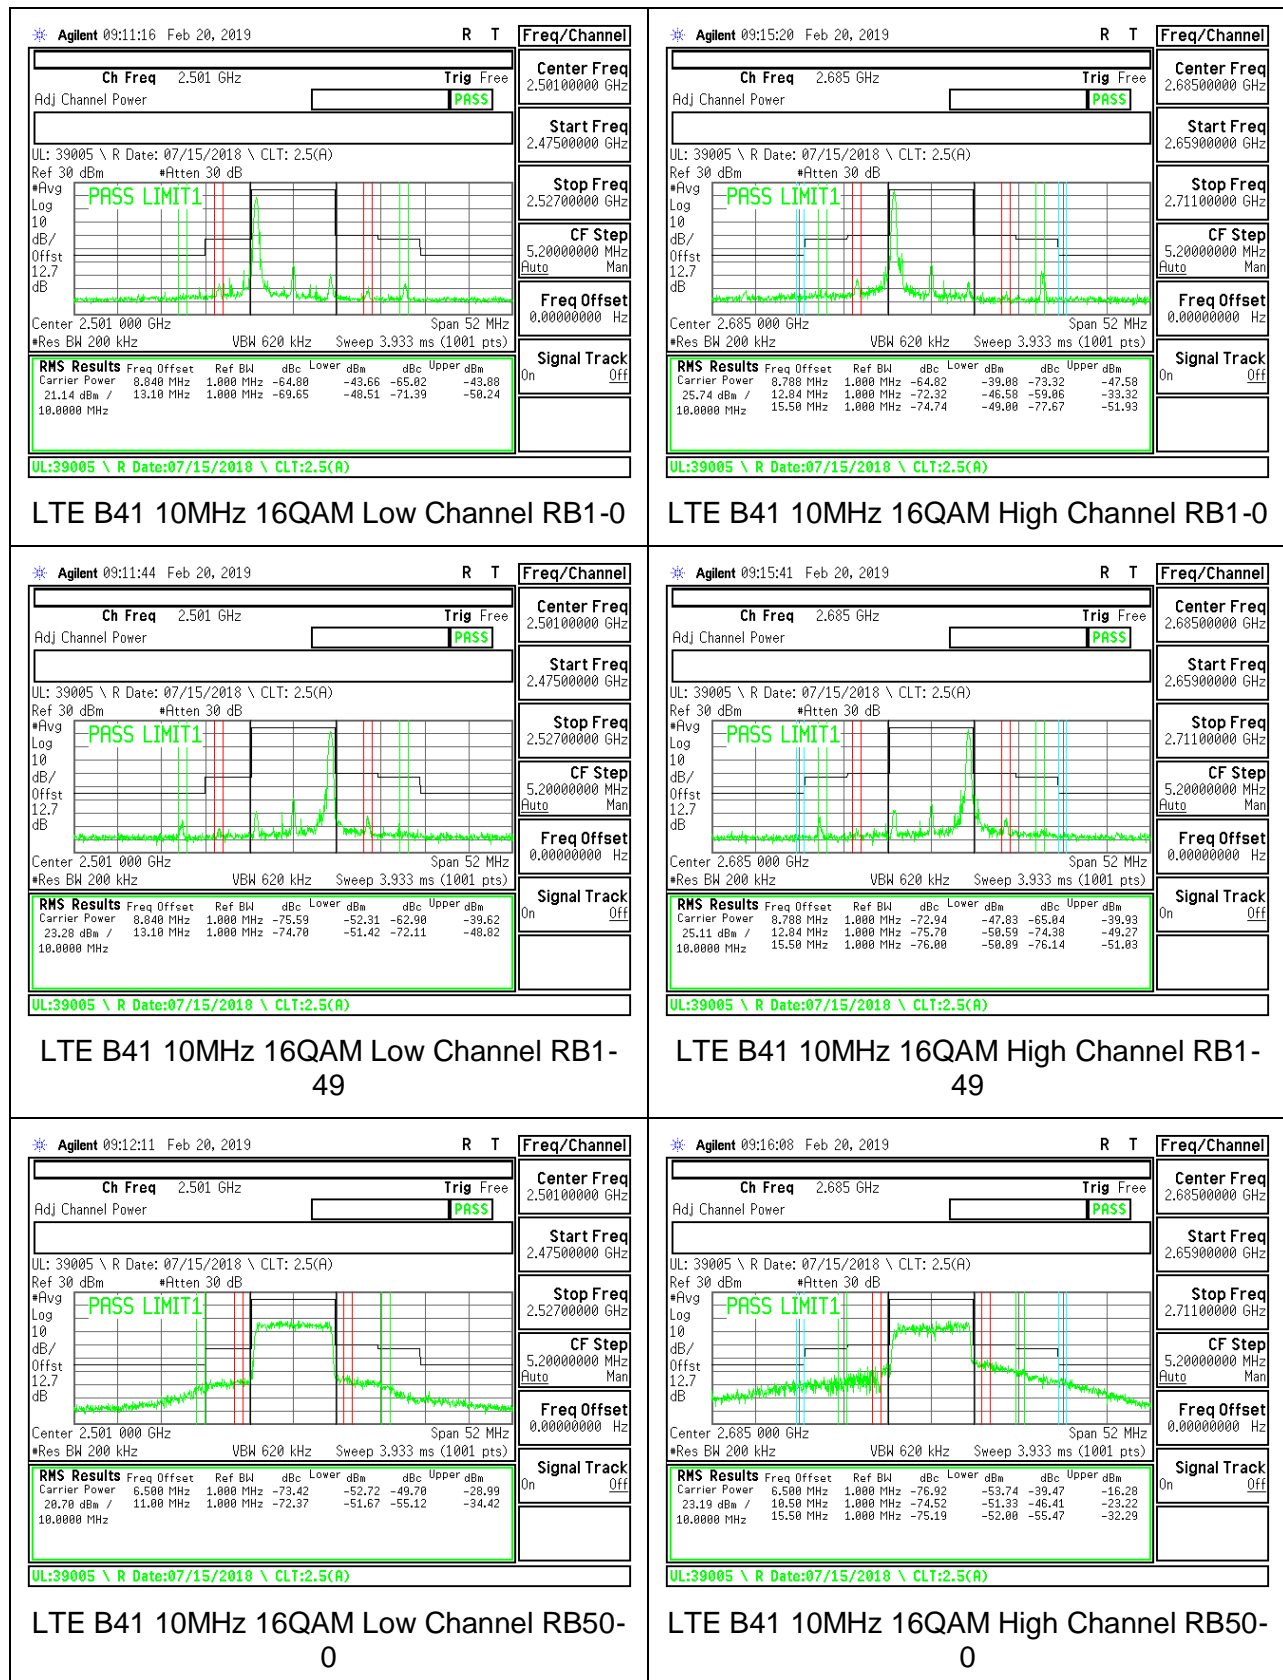 Agilent 09:11:16 Feb 20, 2019 R T Freq/Channel
Ch Freq 2.501 GHz Trig Free
Adj Channel Power PASS
Center Freq
2.50100000 GHz
Start Freq
2.47500000 GHz
UL: 39005 \ R Date: 07/15/2018 \ CLT: 2.5(A)
Ref 30 dBm #Atten 30 dB
#Avg
Log
10
dB/
Offst
12.7
dB
PASS LIMIT1
Stop Freq
2.52700000 GHz
CF Step
5.20000000 MHz
Auto Man
Freq Offset
0.00000000 Hz
Center 2.501 000 GHz Span 52 MHz
#Res BW 200 kHz VBW 620 kHz Sweep 3.933 ms (1001 pts)
Signal Track
On Off
RMS Results Freq Offset Ref BW dBc Lower dBm dBc Upper dBm
Carrier Power 8.840 MHz 1.000 MHz -64.80 -43.66 -65.02 -43.88
21.14 dBm / 13.10 MHz 1.000 MHz -69.65 -48.51 -71.39 -50.24
10.0000 MHz
UL:39005 \ R Date:07/15/2018 \ CLT:2.5(A)
LTE B41 10MHz 16QAM Low Channel RB1-0
Agilent 09:15:20 Feb 20, 2019 R T Freq/Channel
Ch Freq 2.685 GHz Trig Free
Adj Channel Power PASS
Center Freq
2.68500000 GHz
Start Freq
2.65900000 GHz
UL: 39005 \ R Date: 07/15/2018 \ CLT: 2.5(A)
Ref 30 dBm #Atten 30 dB
#Avg
Log
10
dB/
Offst
12.7
dB
PASS LIMIT1
Stop Freq
2.71100000 GHz
CF Step
5.20000000 MHz
Auto Man
Freq Offset
0.00000000 Hz
Center 2.685 000 GHz Span 52 MHz
#Res BW 200 kHz VBW 620 kHz Sweep 3.933 ms (1001 pts)
Signal Track
On Off
RMS Results Freq Offset Ref BW dBc Lower dBm dBc Upper dBm
Carrier Power 8.788 MHz 1.000 MHz -64.82 -39.08 -73.32 -47.58
25.74 dBm / 12.84 MHz 1.000 MHz -72.32 -46.58 -59.06 -33.32
10.0000 MHz 15.50 MHz 1.000 MHz -74.74 -49.00 -77.67 -51.93
UL:39005 \ R Date:07/15/2018 \ CLT:2.5(A)
LTE B41 10MHz 16QAM High Channel RB1-0
Agilent 09:11:44 Feb 20, 2019 R T Freq/Channel
Ch Freq 2.501 GHz Trig Free
Adj Channel Power PASS
Center Freq
2.50100000 GHz
Start Freq
2.47500000 GHz
UL: 39005 \ R Date: 07/15/2018 \ CLT: 2.5(A)
Ref 30 dBm #Atten 30 dB
#Avg
Log
10
dB/
Offst
12.7
dB
PASS LIMIT1
Stop Freq
2.52700000 GHz
CF Step
5.20000000 MHz
Auto Man
Freq Offset
0.00000000 Hz
Center 2.501 000 GHz Span 52 MHz
#Res BW 200 kHz VBW 620 kHz Sweep 3.933 ms (1001 pts)
Signal Track
On Off
RMS Results Freq Offset Ref BW dBc Lower dBm dBc Upper dBm
Carrier Power 8.840 MHz 1.000 MHz -75.59 -52.31 -62.90 -39.62
23.28 dBm / 13.10 MHz 1.000 MHz -74.70 -51.42 -72.11 -48.82
10.0000 MHz
UL:39005 \ R Date:07/15/2018 \ CLT:2.5(A)
LTE B41 10MHz 16QAM Low Channel RB1-
49
Agilent 09:15:41 Feb 20, 2019 R T Freq/Channel
Ch Freq 2.685 GHz Trig Free
Adj Channel Power PASS
Center Freq
2.68500000 GHz
Start Freq
2.65900000 GHz
UL: 39005 \ R Date: 07/15/2018 \ CLT: 2.5(A)
Ref 30 dBm #Atten 30 dB
#Avg
Log
10
dB/
Offst
12.7
dB
PASS LIMIT1
Stop Freq
2.71100000 GHz
CF Step
5.20000000 MHz
Auto Man
Freq Offset
0.00000000 Hz
Center 2.685 000 GHz Span 52 MHz
#Res BW 200 kHz VBW 620 kHz Sweep 3.933 ms (1001 pts)
Signal Track
On Off
RMS Results Freq Offset Ref BW dBc Lower dBm dBc Upper dBm
Carrier Power 8.788 MHz 1.000 MHz -72.94 -47.83 -65.04 -39.93
25.11 dBm / 12.84 MHz 1.000 MHz -75.70 -50.59 -74.38 -49.27
10.0000 MHz 15.50 MHz 1.000 MHz -76.00 -50.89 -76.14 -51.03
UL:39005 \ R Date:07/15/2018 \ CLT:2.5(A)
LTE B41 10MHz 16QAM High Channel RB1-
49
Agilent 09:12:11 Feb 20, 2019 R T Freq/Channel
Ch Freq 2.501 GHz Trig Free
Adj Channel Power PASS
Center Freq
2.50100000 GHz
Start Freq
2.47500000 GHz
UL: 39005 \ R Date: 07/15/2018 \ CLT: 2.5(A)
Ref 30 dBm #Atten 30 dB
#Avg
Log
10
dB/
Offst
12.7
dB
PASS LIMIT1
Stop Freq
2.52700000 GHz
CF Step
5.20000000 MHz
Auto Man
Freq Offset
0.00000000 Hz
Center 2.501 000 GHz Span 52 MHz
#Res BW 200 kHz VBW 620 kHz Sweep 3.933 ms (1001 pts)
Signal Track
On Off
RMS Results Freq Offset Ref BW dBc Lower dBm dBc Upper dBm
Carrier Power 6.500 MHz 1.000 MHz -73.42 -52.72 -49.70 -28.99
20.70 dBm / 11.00 MHz 1.000 MHz -72.37 -51.67 -55.12 -34.42
10.0000 MHz
UL:39005 \ R Date:07/15/2018 \ CLT:2.5(A)
LTE B41 10MHz 16QAM Low Channel RB50-
0
Agilent 09:16:08 Feb 20, 2019 R T Freq/Channel
Ch Freq 2.685 GHz Trig Free
Adj Channel Power PASS
Center Freq
2.68500000 GHz
Start Freq
2.65900000 GHz
UL: 39005 \ R Date: 07/15/2018 \ CLT: 2.5(A)
Ref 30 dBm #Atten 30 dB
#Avg
Log
10
dB/
Offst
12.7
dB
PASS LIMIT1
Stop Freq
2.71100000 GHz
CF Step
5.20000000 MHz
Auto Man
Freq Offset
0.00000000 Hz
Center 2.685 000 GHz Span 52 MHz
#Res BW 200 kHz VBW 620 kHz Sweep 3.933 ms (1001 pts)
Signal Track
On Off
RMS Results Freq Offset Ref BW dBc Lower dBm dBc Upper dBm
Carrier Power 6.500 MHz 1.000 MHz -76.92 -53.74 -39.47 -16.28
23.19 dBm / 10.50 MHz 1.000 MHz -74.52 -51.33 -46.41 -23.22
10.0000 MHz 15.50 MHz 1.000 MHz -75.19 -52.00 -55.47 -32.29
UL:39005 \ R Date:07/15/2018 \ CLT:2.5(A)
LTE B41 10MHz 16QAM High Channel RB50-
0